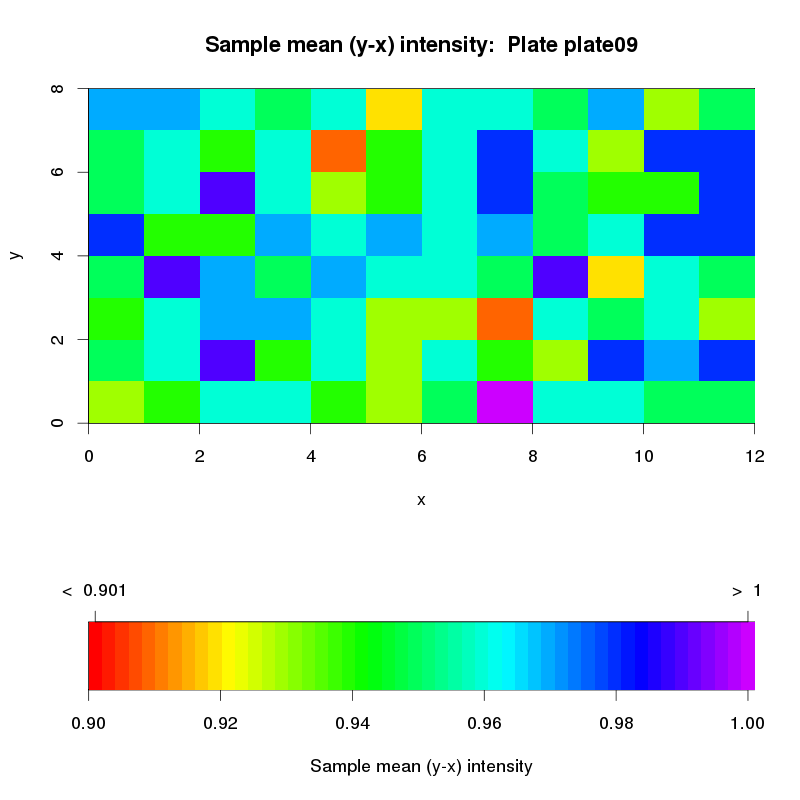 Sample mean (y-x) intensity:  Plate plate09
8
6
y
4
2
0
0 2 4 6 8 10 12
x
< 0.901 > 1
0.90 0.92 0.94 0.96 0.98 1.00
Sample mean (y-x) intensity